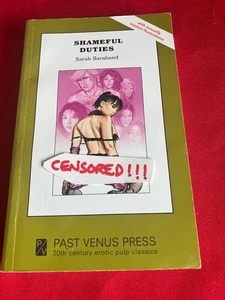 SHAMEFUL
DUTIES
Sarah Saraband
CENSORED!!!
PAST VENUS PRESS
20th century erotic pulp classics